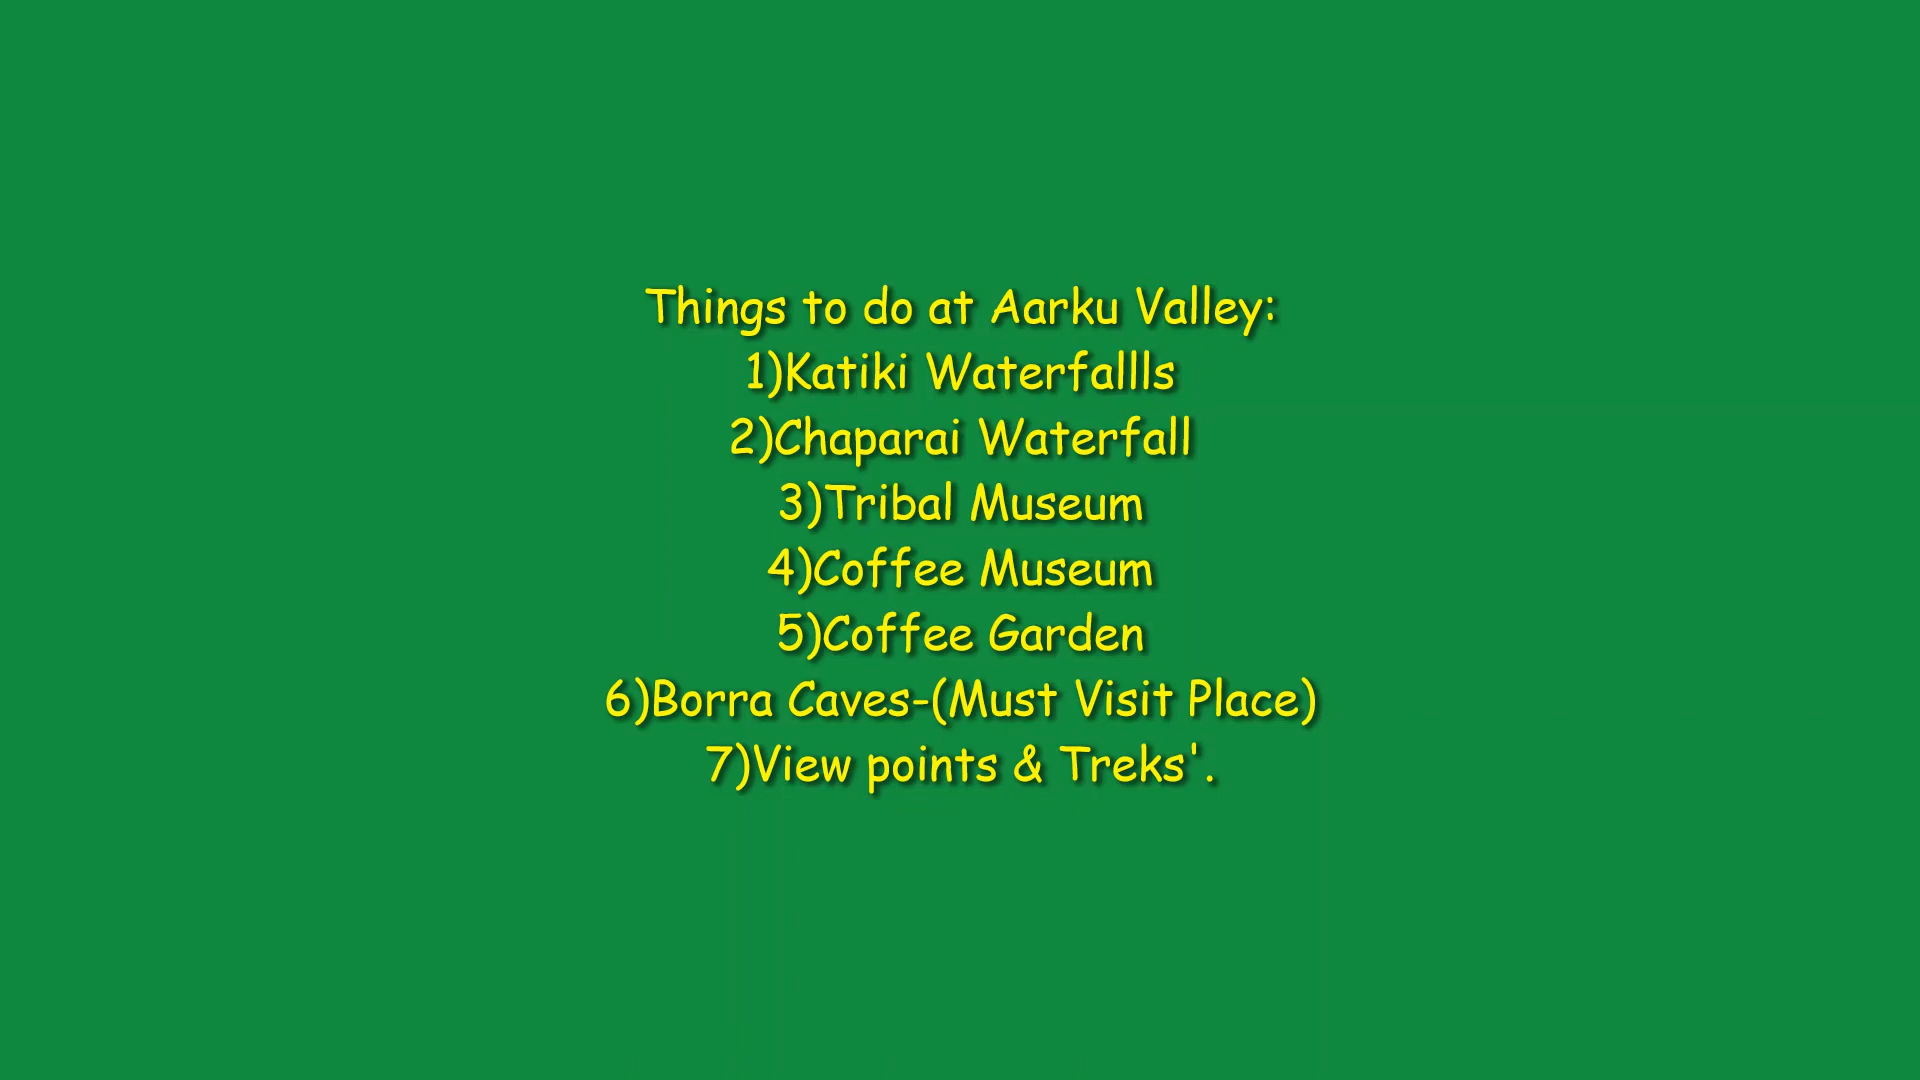 Things to do at Aarku Valley:
1)Katiki Waterfallls
2)Chaparai Waterfall
3)Tribal Museum
4)Coffee Museum
5)Coffee Garden
6)Borra Caves-(Must Visit Place)
7)View points & Treks'.